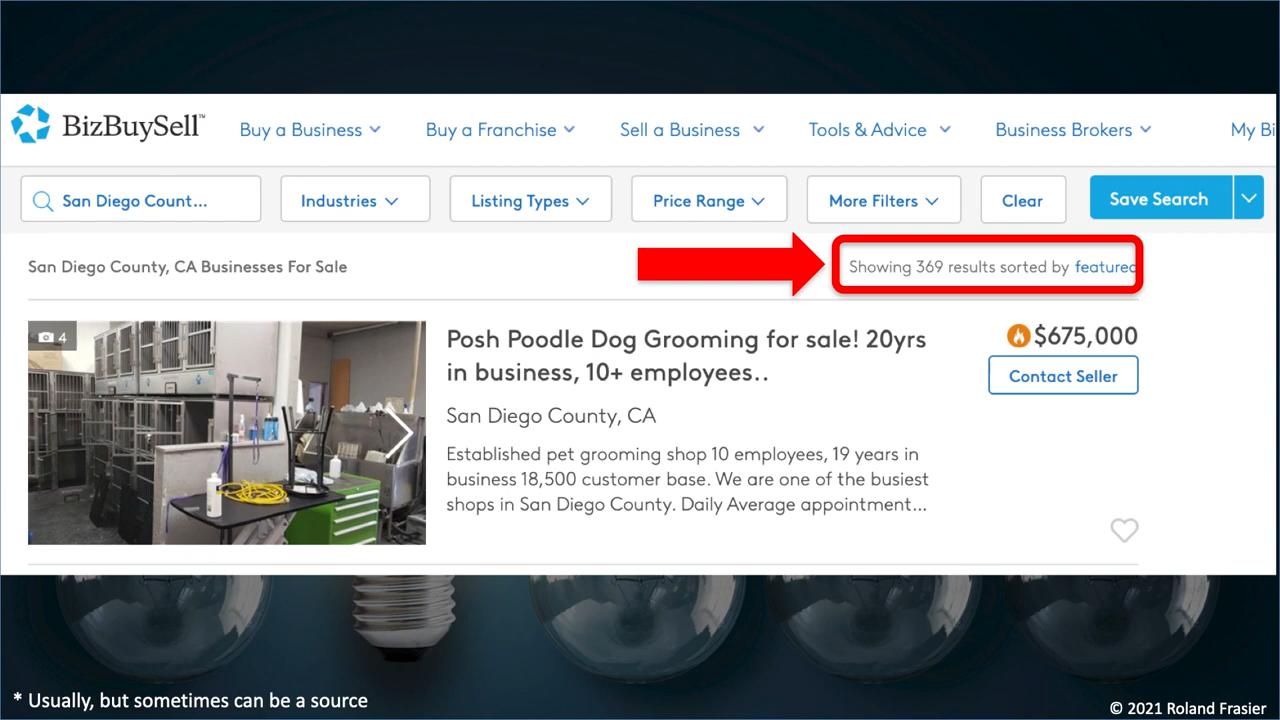 BizBuySell™
Buy a Business
Buy a Franchise
Sell a Business
Tools & Advice
Business Brokers
My Bi
San Diego Count...
Industries
Listing Types
Price Range
More Filters
Clear
Save Search
San Diego County, CA Businesses For Sale
Showing 369 results sorted by featured
4
Posh Poodle Dog Grooming for sale! 20yrs
in business, 10+ employees..
$675,000
Contact Seller
San Diego County, CA
Established pet grooming shop 10 employees, 19 years in
business 18,500 customer base. We are one of the busiest
shops in San Diego County. Daily Average appointment...
* Usually, but sometimes can be a source
© 2021 Roland Frasier